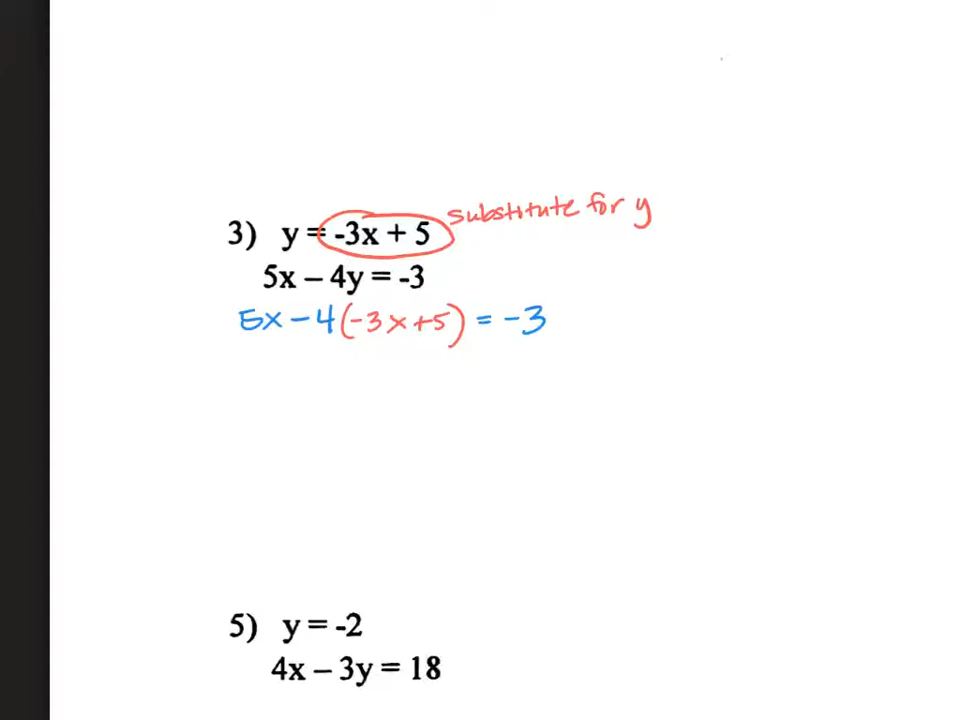 substitute for y
3) y = -3x + 5
5x – 4y = -3
5x - 4(-3x+5) = -3
5) y = -2
4x – 3y = 18